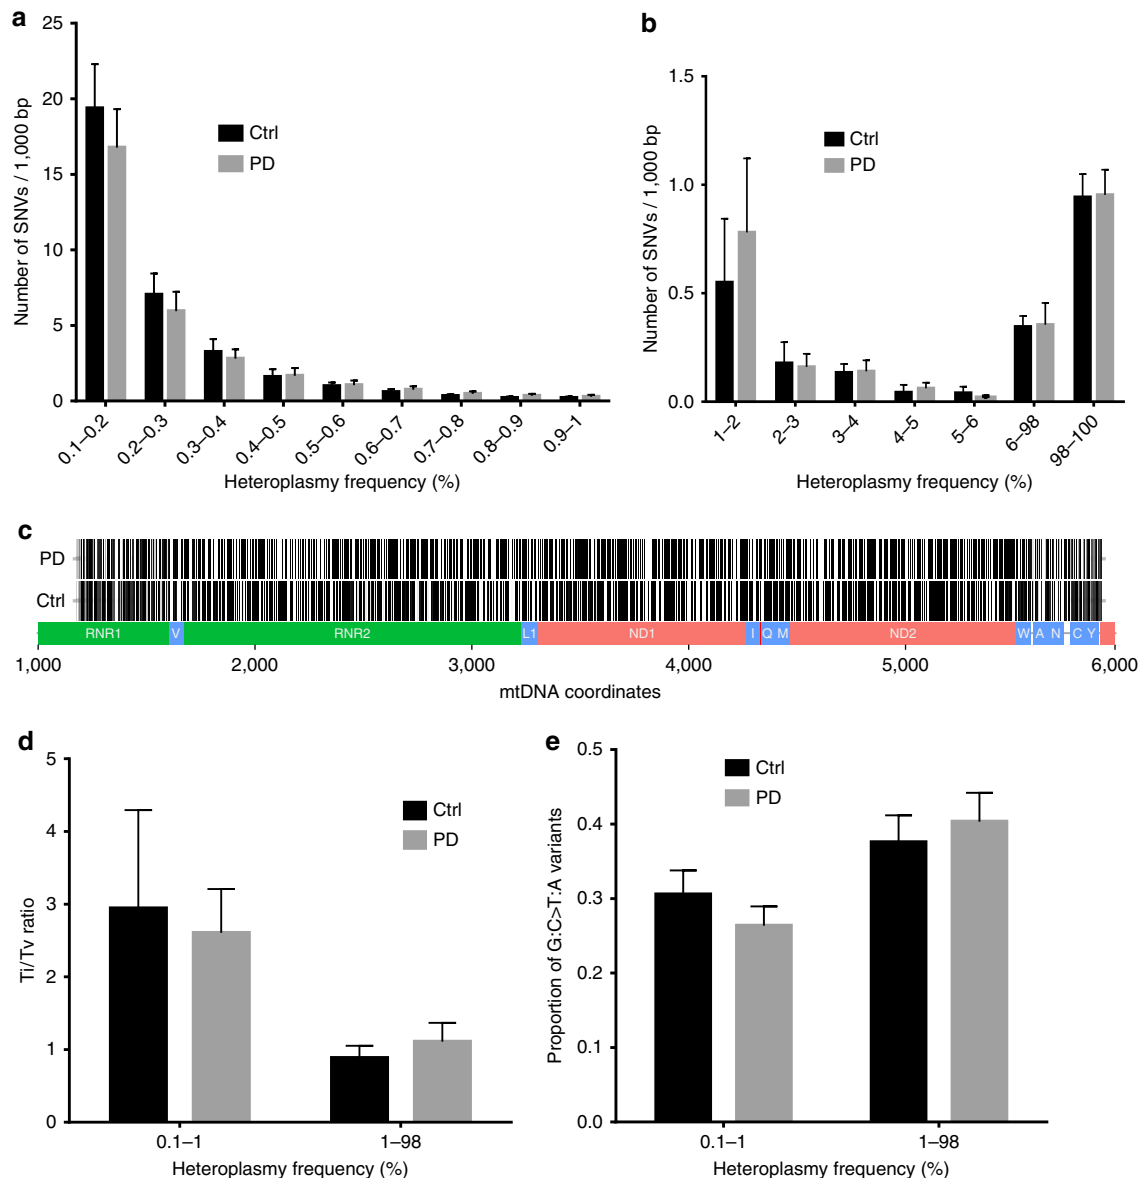 a
Number of SNVs / 1,000 bp
25
20
15
10
5
0
Ctrl
PD
0.1–0.2
0.2–0.3
0.3–0.4
0.4–0.5
0.5–0.6
0.6–0.7
0.7–0.8
0.8–0.9
0.9–1
Heteroplasmy frequency (%)
b
Number of SNVs / 1,000 bp
1.5
1.0
0.5
0.0
Ctrl
PD
1–2
2–3
3–4
4–5
5–6
6–98
98–100
Heteroplasmy frequency (%)
c
PD
Ctrl
RNR1 V RNR2 L1 ND1 I Q M ND2 W A N C Y
1,000 2,000 3,000 4,000 5,000 6,000
mtDNA coordinates
d
Ti/Tv ratio
5
4
3
2
1
0
Ctrl
PD
0.1–1 1–98
Heteroplasmy frequency (%)
e
Proportion of G:C>T:A variants
0.5
0.4
0.3
0.2
0.1
0.0
Ctrl
PD
0.1–1 1–98
Heteroplasmy frequency (%)